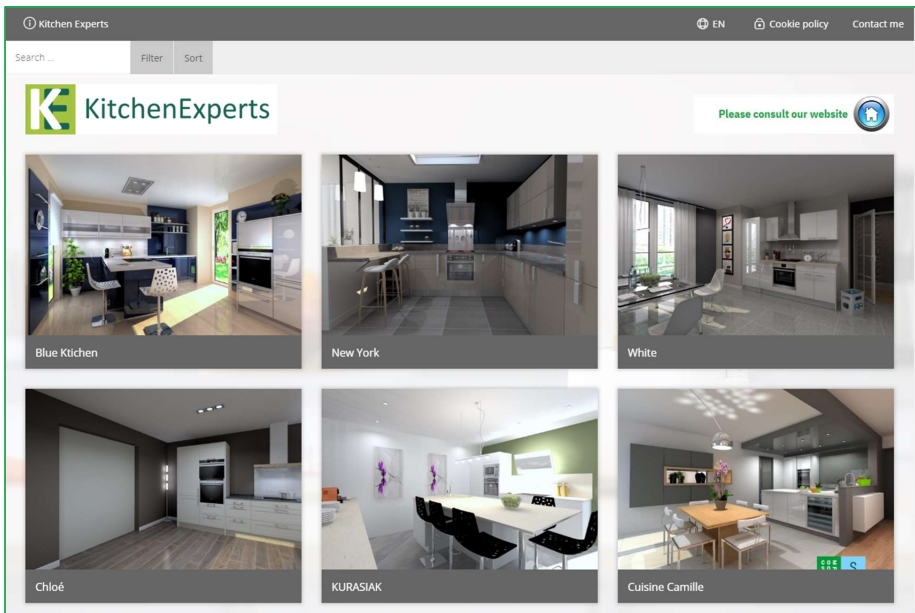 Kitchen Experts
EN
Cookie policy
Contact me
Search ...
Filter
Sort
KE KitchenExperts
Please consult our website
Blue Ktichen
New York
White
Chloé
KURASIAK
Cuisine Camille
S